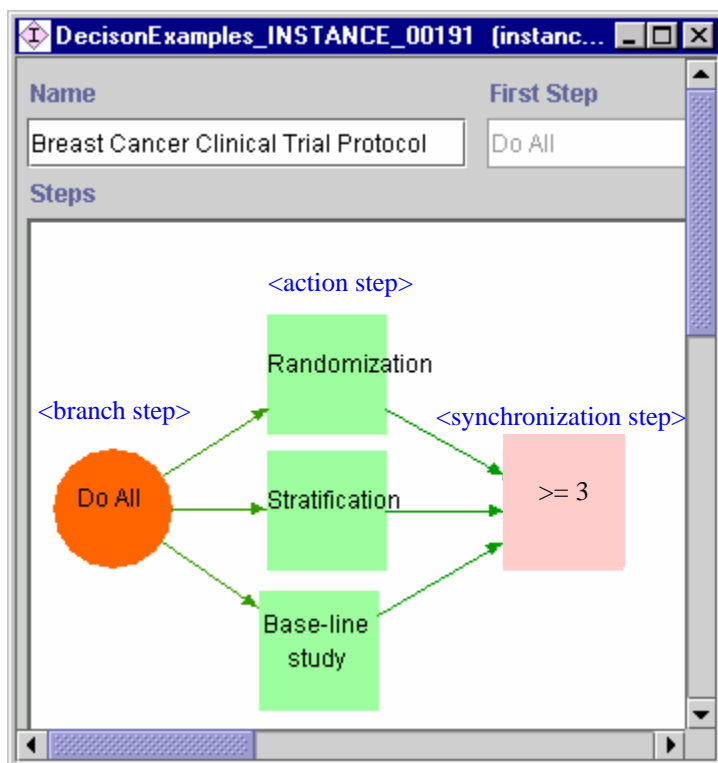 DecisonExamples_INSTANCE_00191 (instanc...
Name
First Step
Breast Cancer Clinical Trial Protocol
Do All
Steps
<action step>
Randomization
<branch step>
<synchronization step>
Do All
Stratification
>= 3
Base-line
study